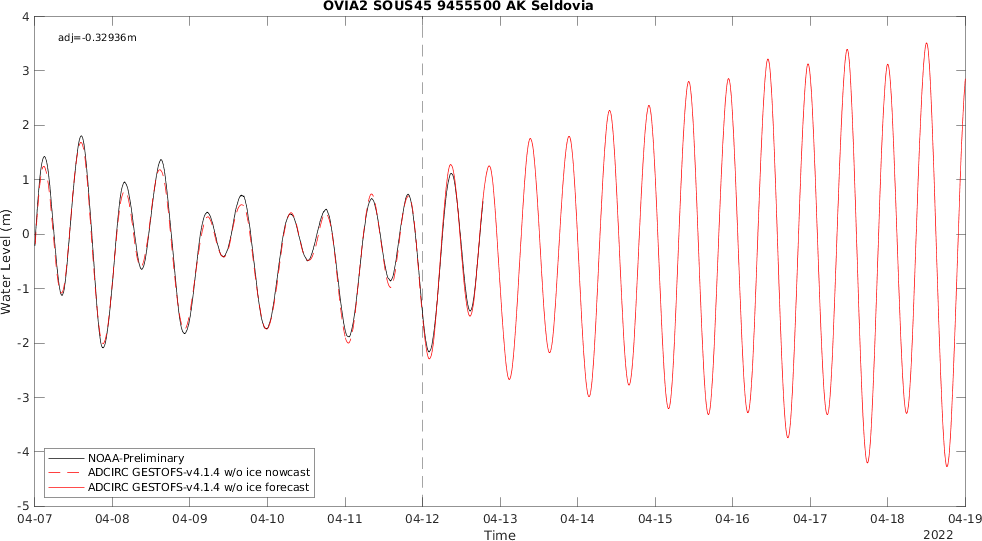 OVIA2 SOUS45 9455500 AK Seldovia
adj=-0.32936m
4
3
2
1
0
-1
-2
-3
-4
-5
Water Level (m)
NOAA-Preliminary
ADCIRC GESTOFS-v4.1.4 w/o ice nowcast
ADCIRC GESTOFS-v4.1.4 w/o ice forecast
04-07 04-08 04-09 04-10 04-11 04-12 04-13 04-14 04-15 04-16 04-17 04-18 04-19
Time
2022